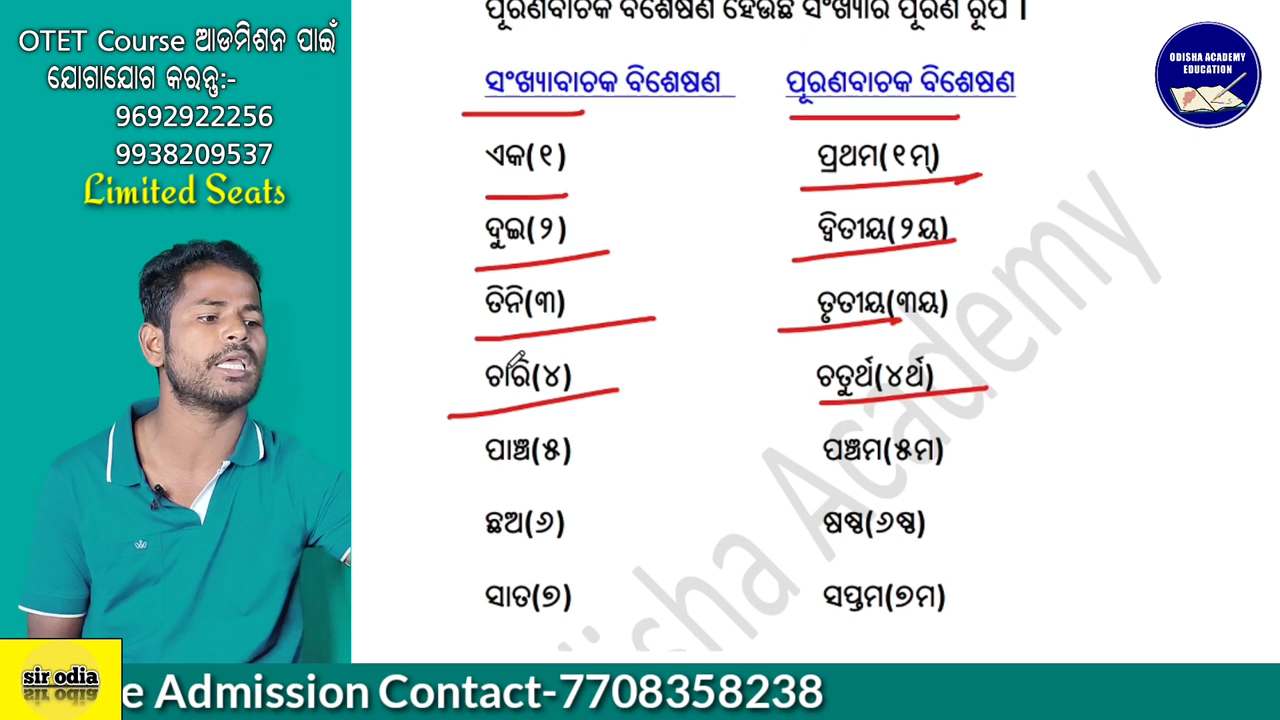 ପୂରଣବାଚକ ବିଶେଷଣ ହେଉଛି ସଂଖ୍ୟାର ପୂରଣ ରୂପ ।
OTET Course ଆଡମିଶନ ପାଇଁ
ଯୋଗାଯୋଗ କରନ୍ତୁ:-
9692922256
9938209537
Limited Seats
ODISHA ACADEMY
EDUCATION
ସଂଖ୍ୟାବାଚକ ବିଶେଷଣ ପୂରଣବାଚକ ବିଶେଷଣ
ଏକ(୧) ପ୍ରଥମ(୧ମ୍)
ଦୁଇ(୨) ଦ୍ୱିତୀୟ(୨ୟ)
ତିନି(୩) ତୃତୀୟ(୩ୟ)
ଚାରି(୪) ଚତୁର୍ଥ(୪ର୍ଥ)
ପାଞ୍ଚ(୫) ପଞ୍ଚମ(୫ମ)
ଛଅ(୬) ଷଷ୍ଠ(୬ଷ୍ଠ)
ସାତ(୭) ସପ୍ତମ(୭ମ)
isha Academy
sir odia
e Admission Contact-7708358238